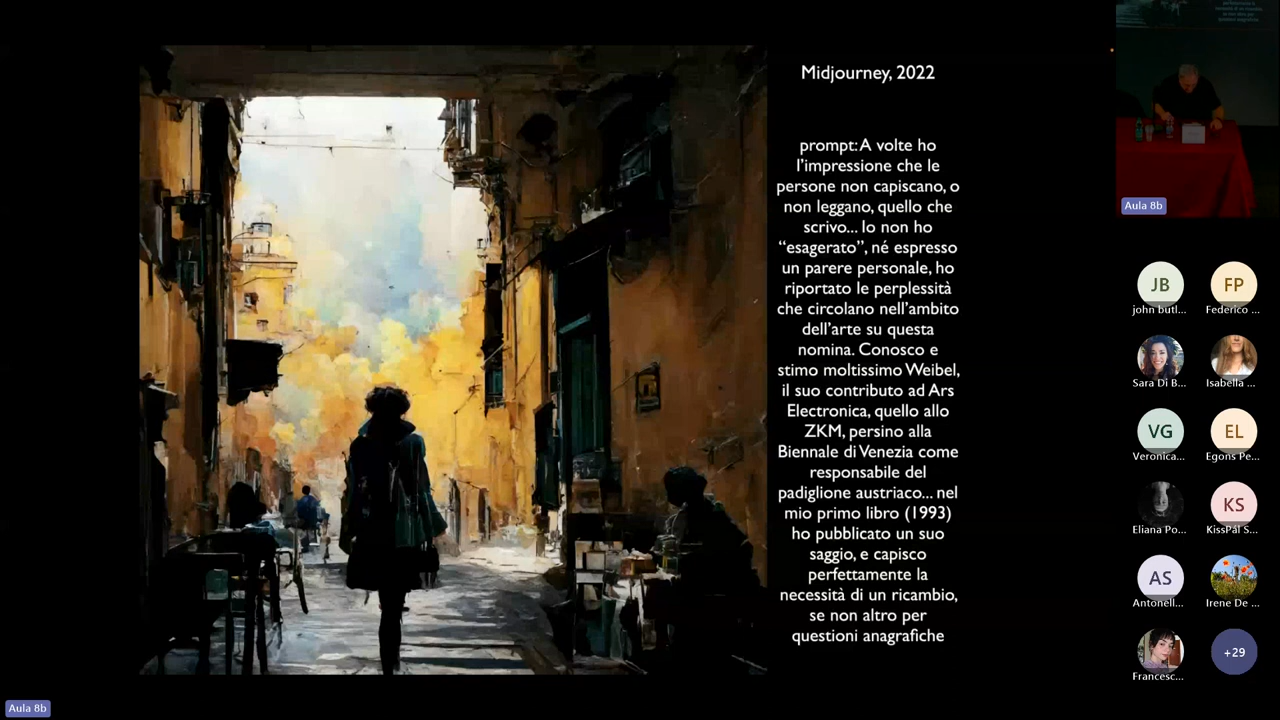 Midjourney, 2022
prompt: A volte ho
l'impressione che le
persone non capiscano, o
non leggano, quello che
scrivo... Io non ho
“esagerato”, né espresso
un parere personale, ho
riportato le perplessità
che circolano nell'ambito
dell'arte su questa
nomina. Conosco e
stimo moltissimo Weibel,
il suo contributo ad Ars
Electronica, quello allo
ZKM, persino alla
Biennale di Venezia come
responsabile del
padiglione austriaco... nel
mio primo libro (1993)
ho pubblicato un suo
saggio, e capisco
perfettamente la
necessità di un ricambio,
se non altro per
questioni anagrafiche
Aula 8b
JB
FP
john butl...
Federico ...
Sara Di B...
Isabella ...
VG
EL
Veronica...
Egons Pe...
KS
Eliana Po...
KissPál S...
AS
Antonell...
Irene De ...
+29
Francesc...
Aula 8b